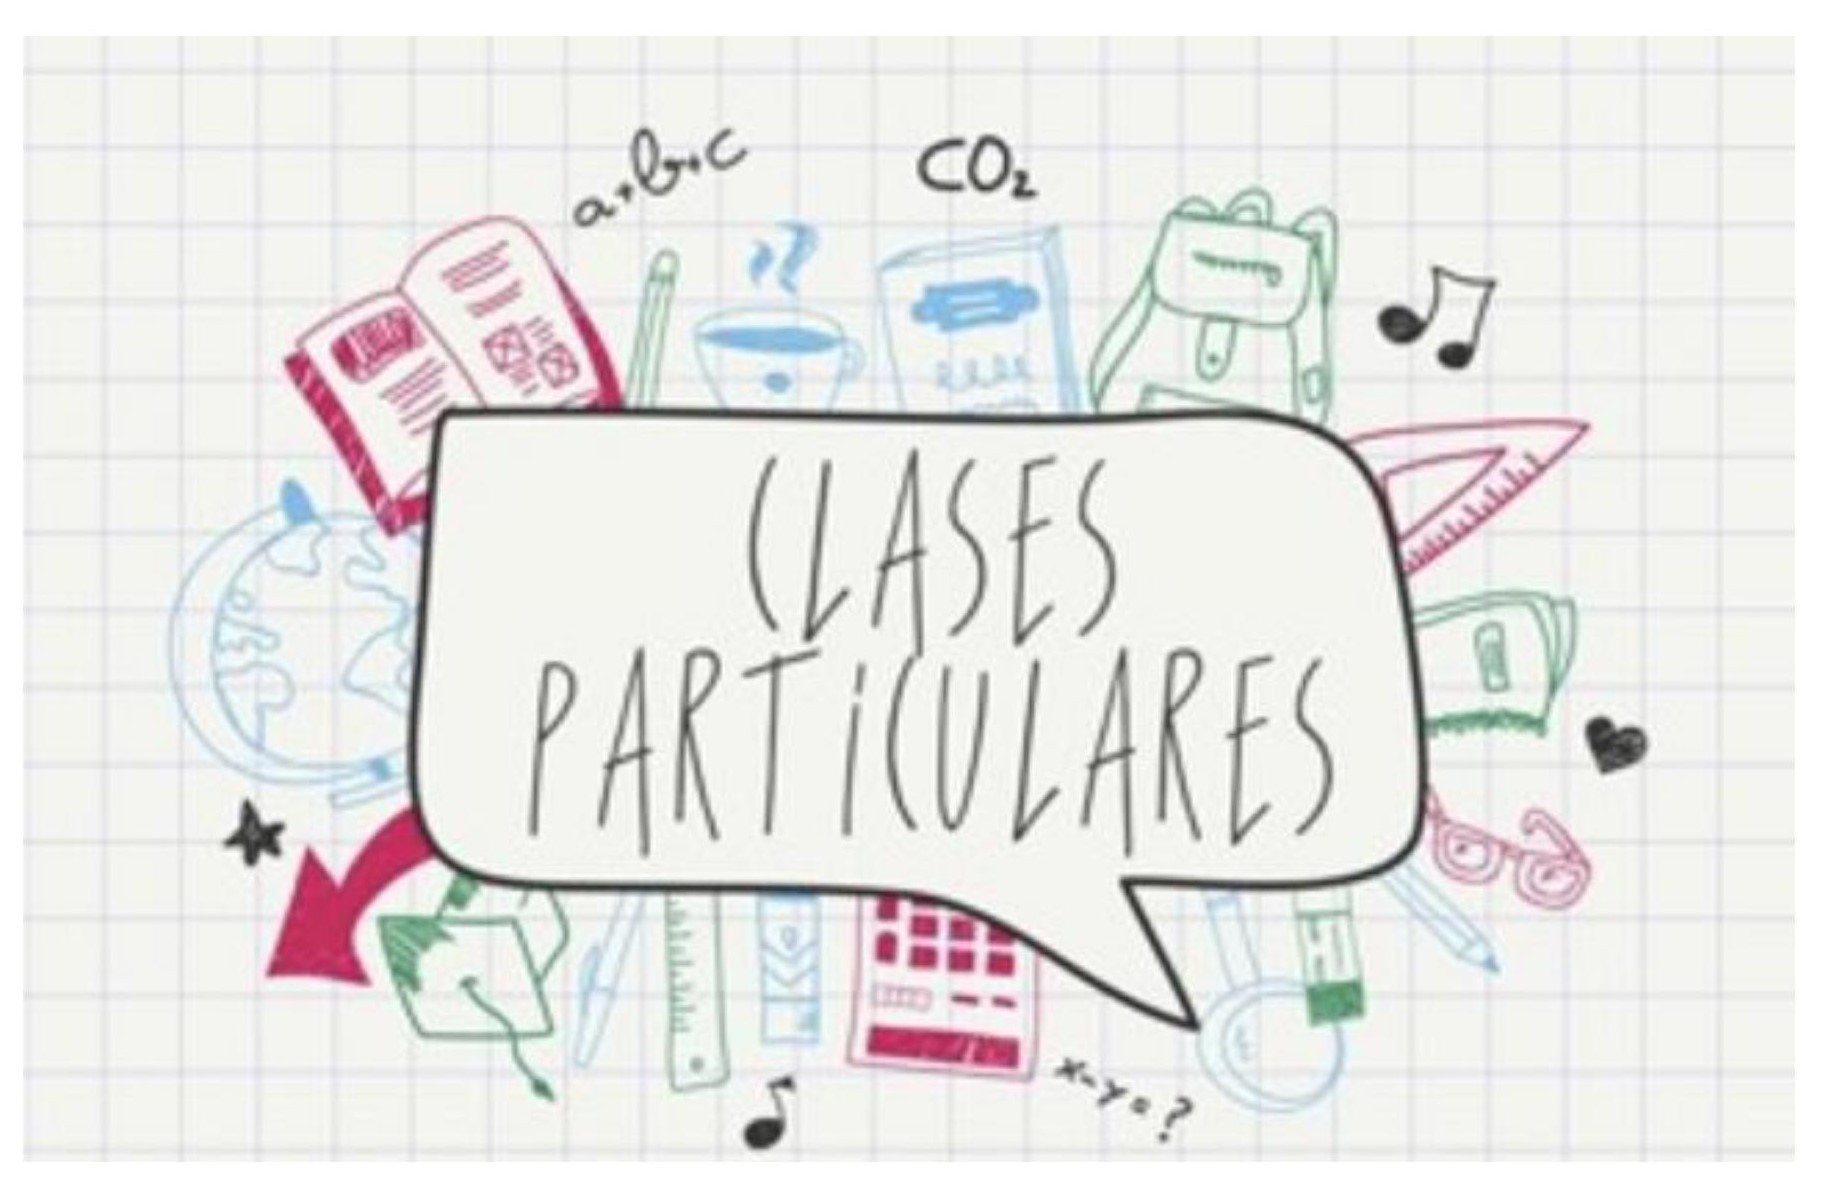 a+b+c
CO₂
CLASES
PARTiCULARES
x-y=?